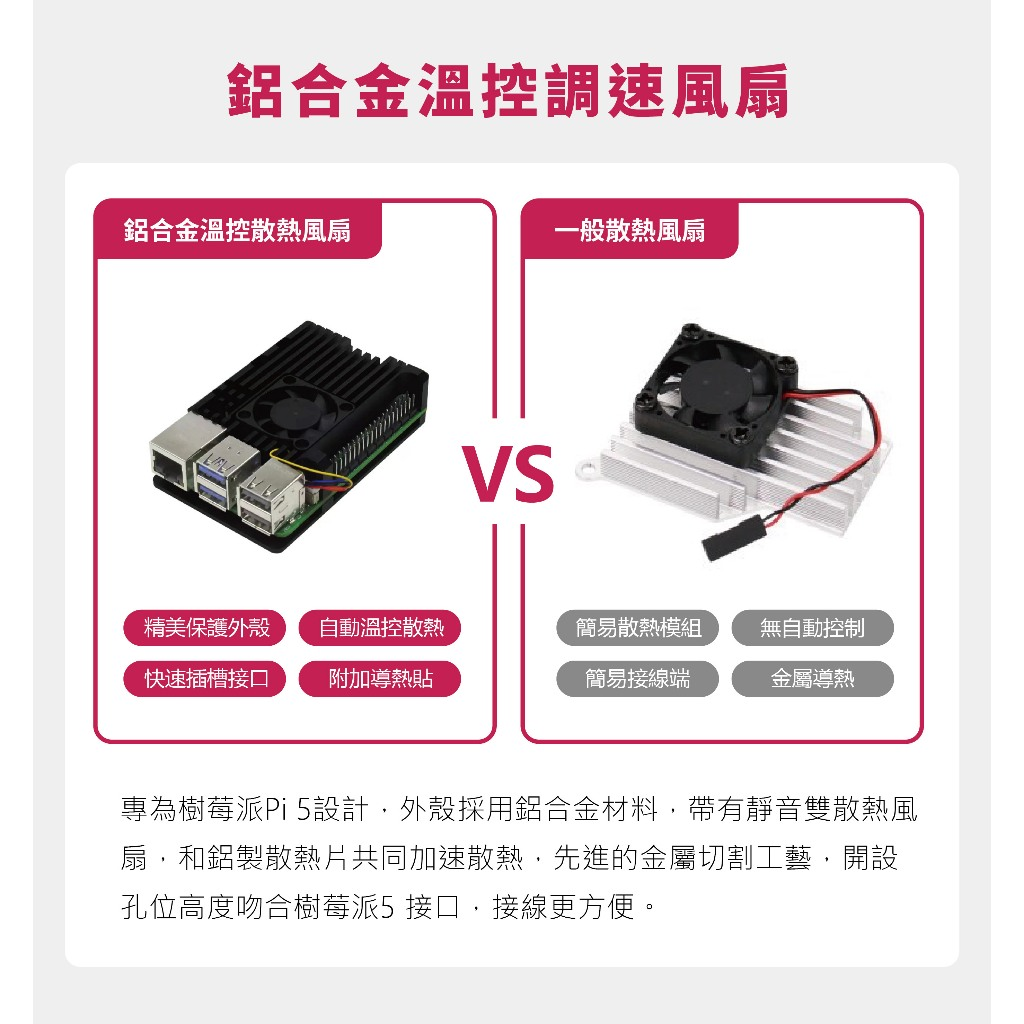 鋁合金溫控調速風扇
鋁合金溫控散熱風扇
一般散熱風扇
VS
精美保護外殼
自動溫控散熱
快速插槽接口
附加導熱貼
簡易散熱模組
無自動控制
簡易接線端
金屬導熱
專為樹莓派Pi 5設計，外殼採用鋁合金材料，帶有靜音雙散熱風
扇，和鋁製散熱片共同加速散熱，先進的金屬切割工藝，開設
孔位高度吻合樹莓派5 接口，接線更方便。